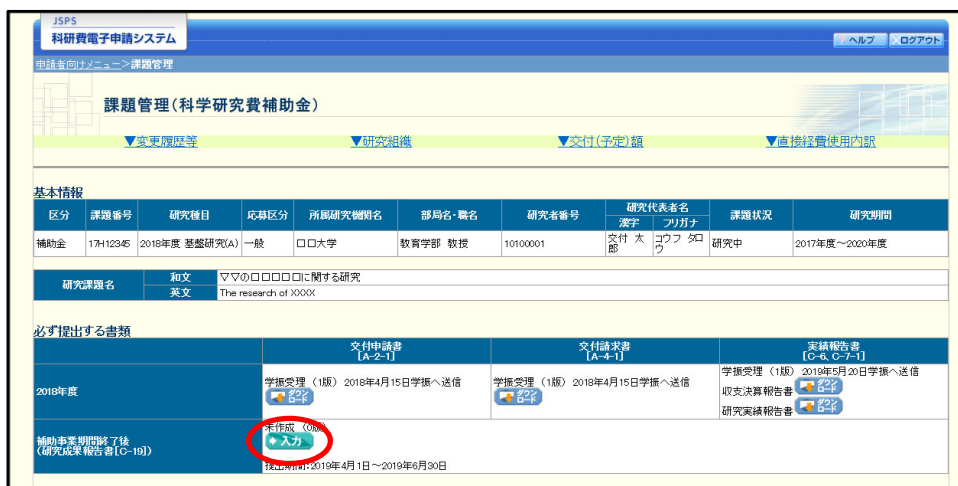 JSPS
科研費電子申請システム
ヘルプ ログアウト
申請者向けメニュー>課題管理
課題管理(科学研究費補助金)
▼変更履歴等 ▼研究組織 ▼交付(予定)額 ▼直接経費使用内訳
基本情報
区分 課題番号 研究種目 応募区分 所属研究機関名 部局名・職名 研究者番号 研究代表者名 課題状況 研究期間
漢字 フリガナ
補助金 17H12345 2018年度 基盤研究(A) 一般 口口大学 教育学部 教授 10100001 交付 太郎 コウフ タロウ 研究中 2017年度~2020年度
研究課題名 和文 ▽▽の口口口口口に関する研究
英文 The research of XXXX
必ず提出する書類
交付申請書 交付請求書 実績報告書
[A-2-1] [A-4-1] [C-6, C-7-1]
2018年度 学振受理 (1版) 2018年4月15日学振へ送信 学振受理 (1版) 2018年4月15日学振へ送信 学振受理 (1版) 2019年5月20日学振へ送信
ダウンロード ダウンロード 収支決算報告書 ダウンロード
研究実績報告書 ダウンロード
補助事業期間終了後 未作成 (0版)
(研究成果報告書[C-19]) 入力
提出期間:2019年4月1日~2019年6月30日